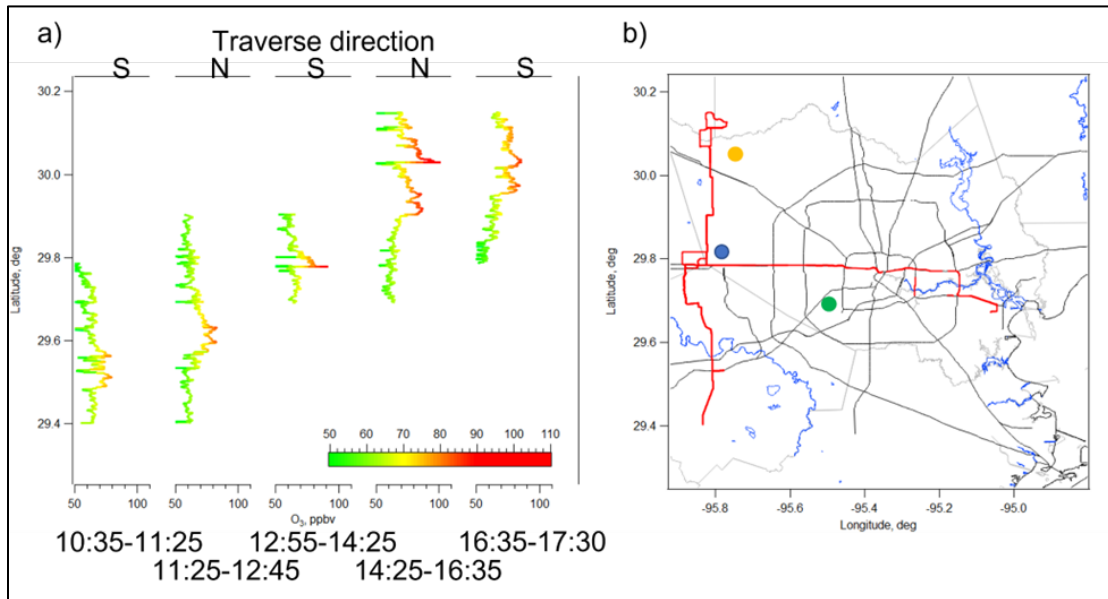 a)
Traverse direction
S N S N S
30.2
30.0
29.8
29.6
29.4
Latitude, deg
50 60 70 80 90 100 110
50 100 50 100 50 100 50 100 50 100
O3, ppbv
10:35-11:25 12:55-14:25 16:35-17:30
11:25-12:45 14:25-16:35
b)
30.2
30.0
29.8
29.6
29.4
Latitude, deg
-95.8 -95.6 -95.4 -95.2 -95.0
Longitude, deg